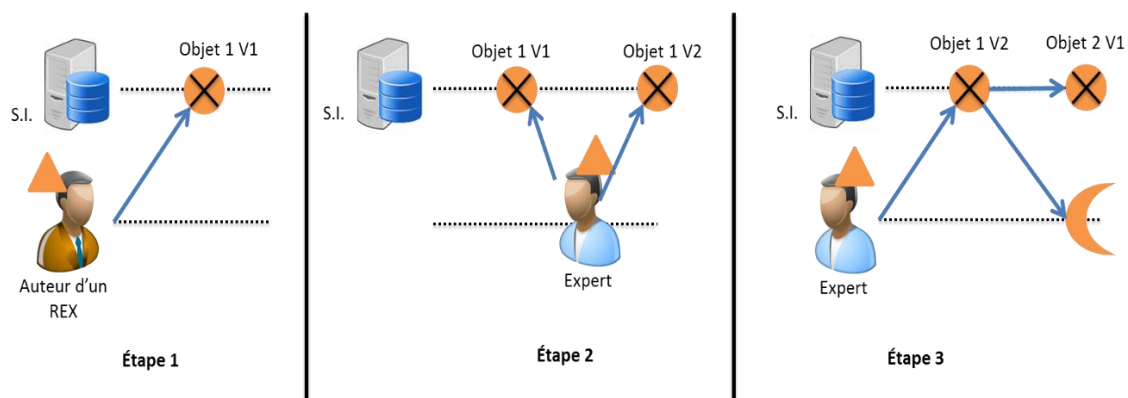 Objet 1 V1
S.I.
Auteur d'un
REX
Étape 1
Objet 1 V1
Objet 1 V2
S.I.
Expert
Étape 2
Objet 1 V2
Objet 2 V1
S.I.
Expert
Étape 3